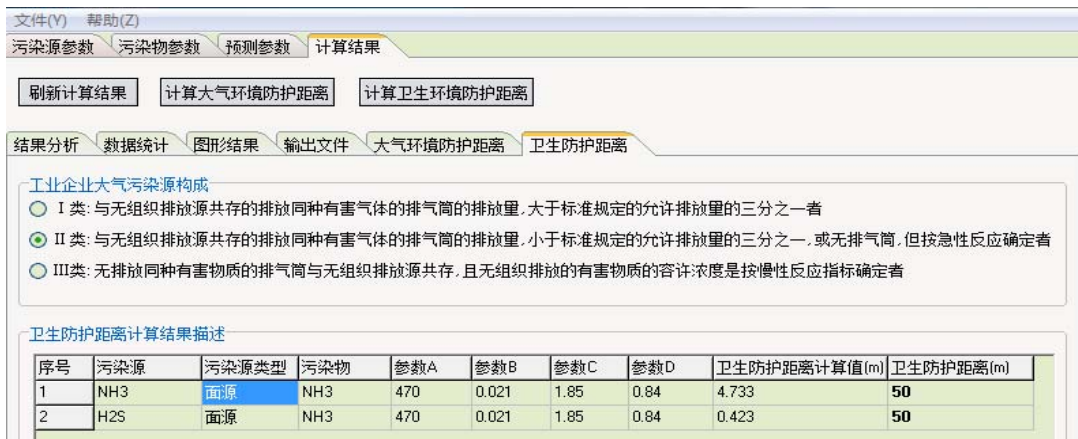 文件(Y) 帮助(Z)
污染源参数 污染物参数 预测参数 计算结果
刷新计算结果 计算大气环境防护距离 计算卫生环境防护距离
结果分析 数据统计 图形结果 输出文件 大气环境防护距离 卫生防护距离
工业企业大气污染源构成
I 类: 与无组织排放源共存的排放同种有害气体的排气筒的排放量,大于标准规定的允许排放量的三分之一者
II 类: 与无组织排放源共存的排放同种有害气体的排气筒的排放量,小于标准规定的允许排放量的三分之一,或无排气筒,但按急性反应确定者
III类: 无排放同种有害物质的排气筒与无组织排放源共存,且无组织排放的有害物质的容许浓度是按慢性反应指标确定者
卫生防护距离计算结果描述
序号 污染源 污染源类型 污染物 参数A 参数B 参数C 参数D 卫生防护距离计算值(m) 卫生防护距离(m)
1 NH3 面源 NH3 470 0.021 1.85 0.84 4.733 50
2 H2S 面源 NH3 470 0.021 1.85 0.84 0.423 50